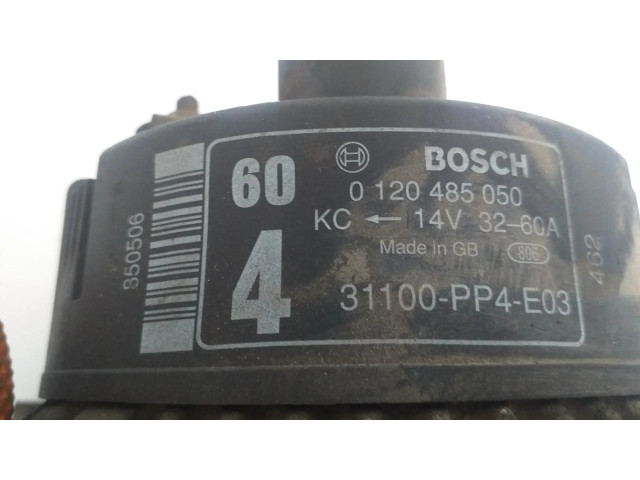 350506
60
4
BOSCH
0 120 485 050
KC ← 14V 32-60A
Made in GB 806
31100-PP4-E03
462